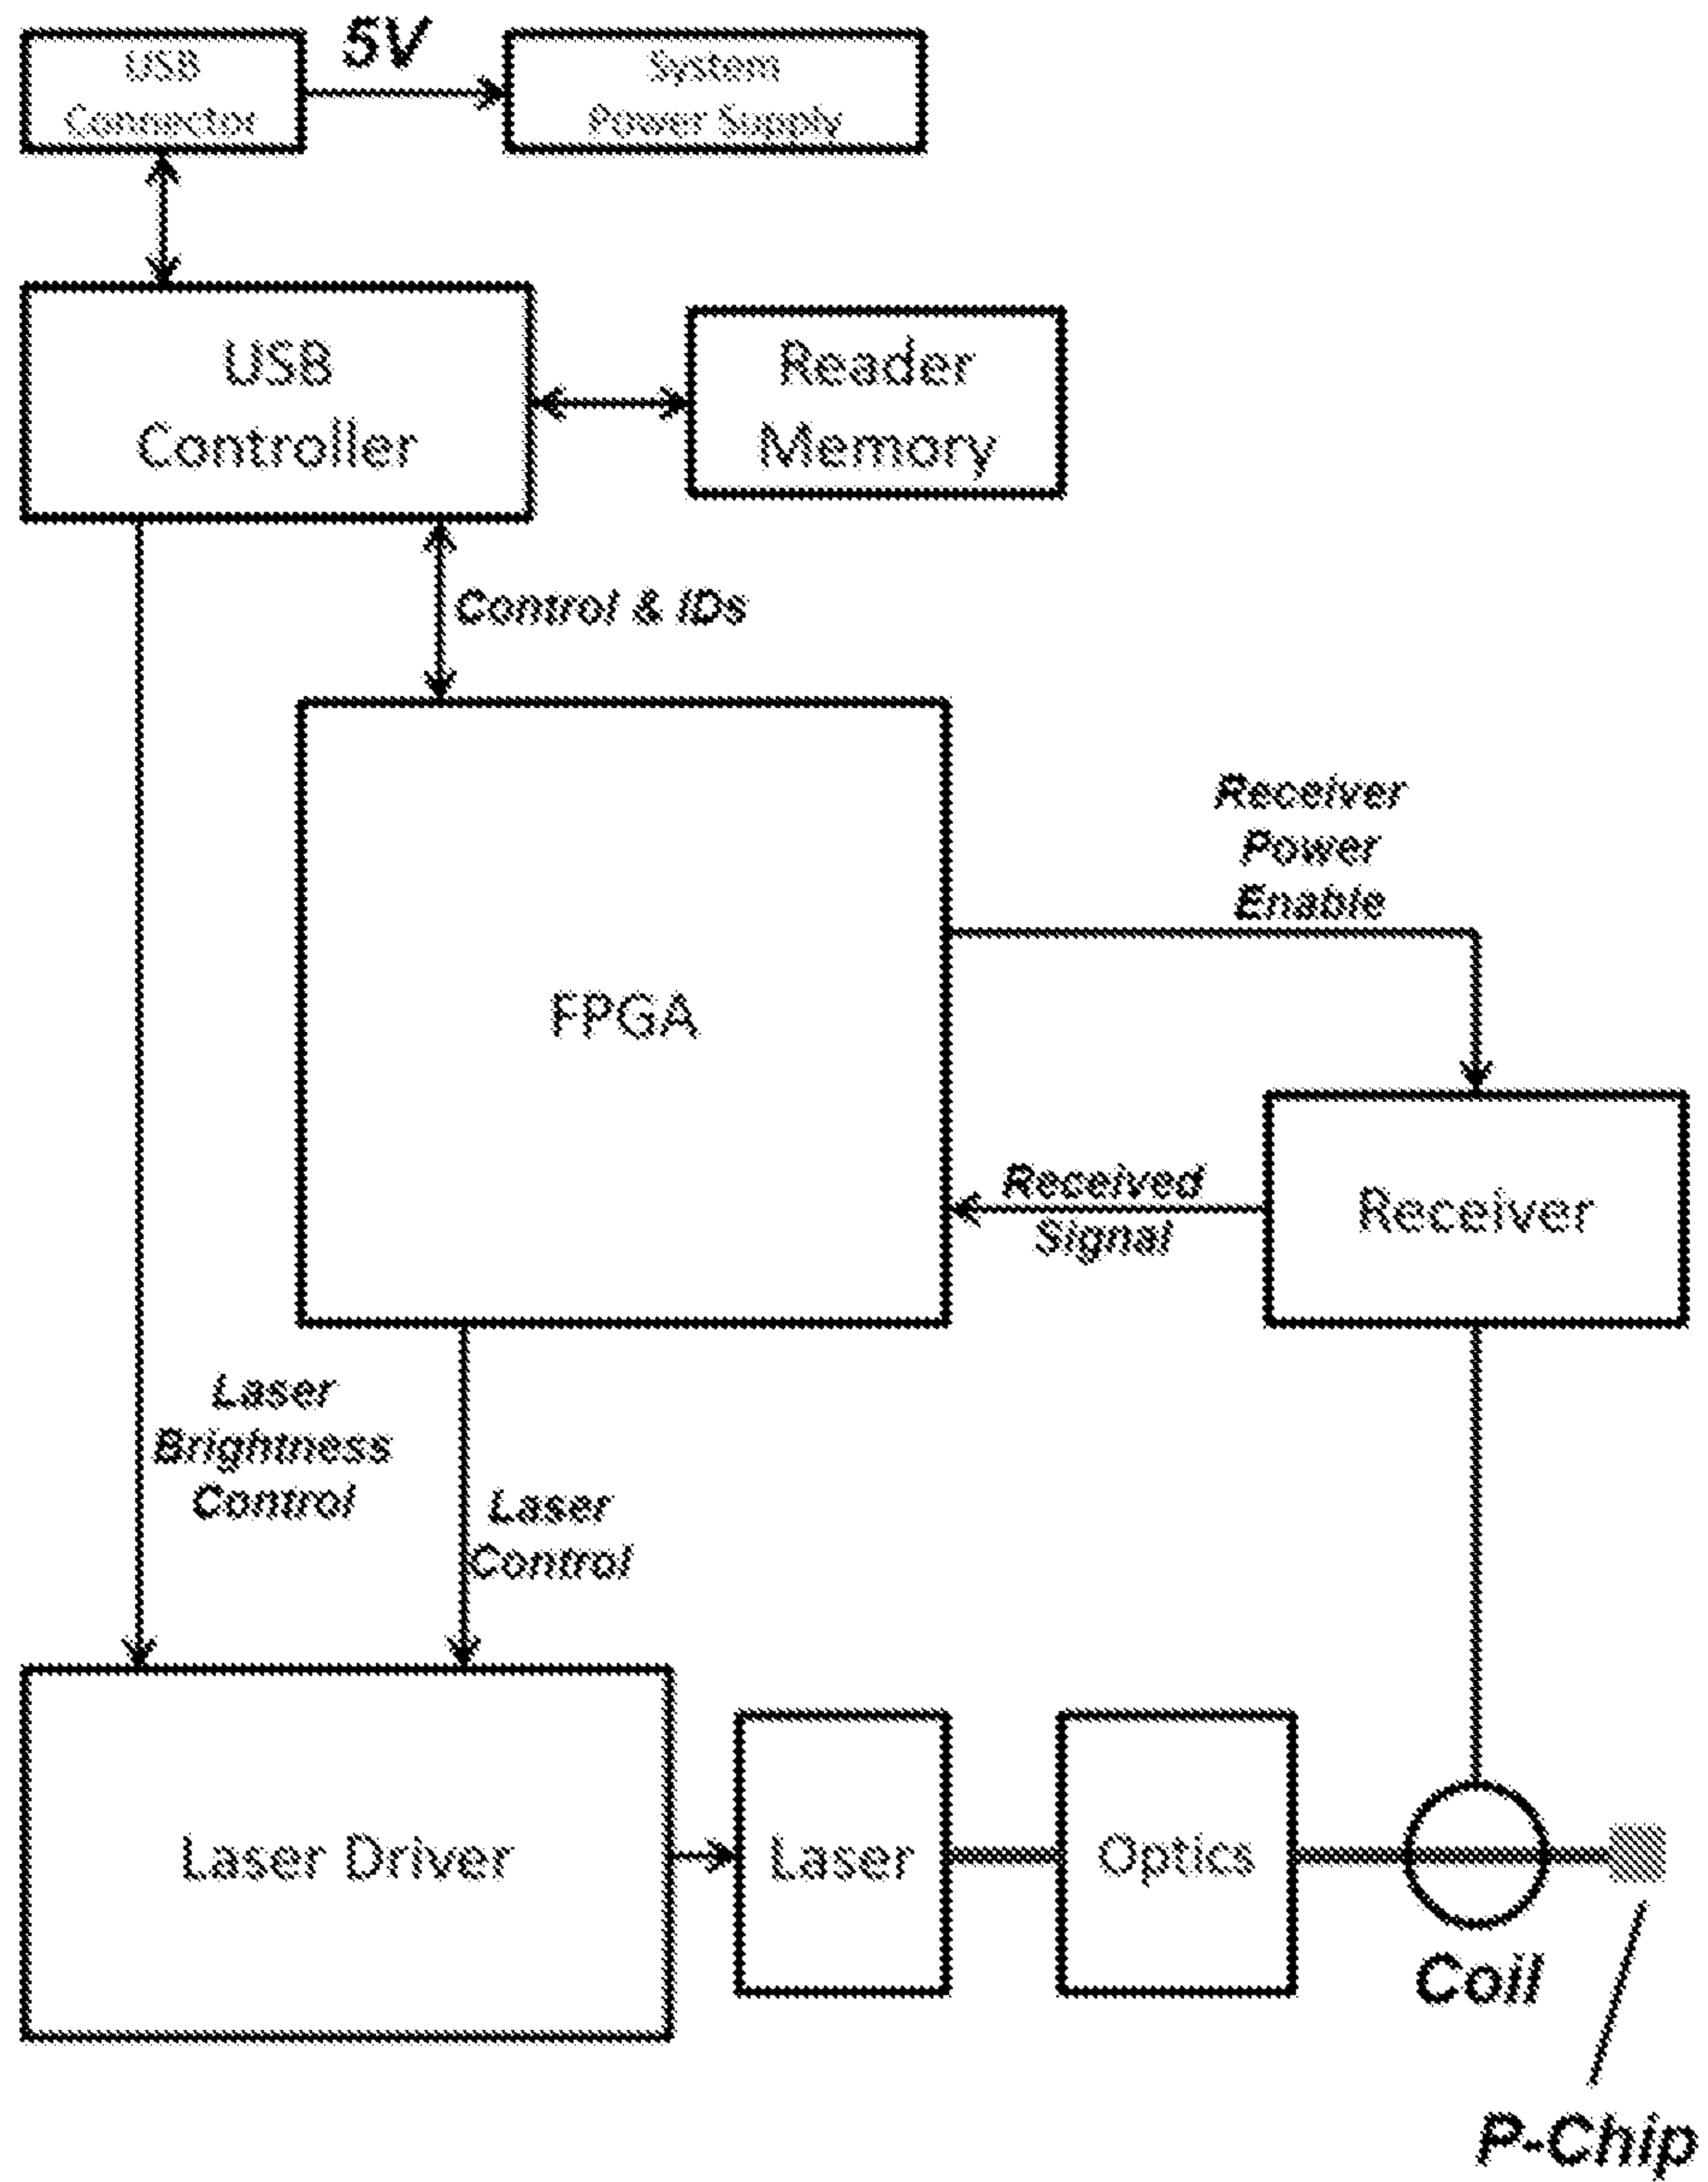 5V
USB
Connector
System
Power Supply
USB
Controller
Reader
Memory
Control & IDs
Receiver
Power
Enable
FPGA
Received
Signal
Receiver
Laser
Brightness
Control
Laser
Control
Laser Driver
Laser
Optics
Coil
P-Chip